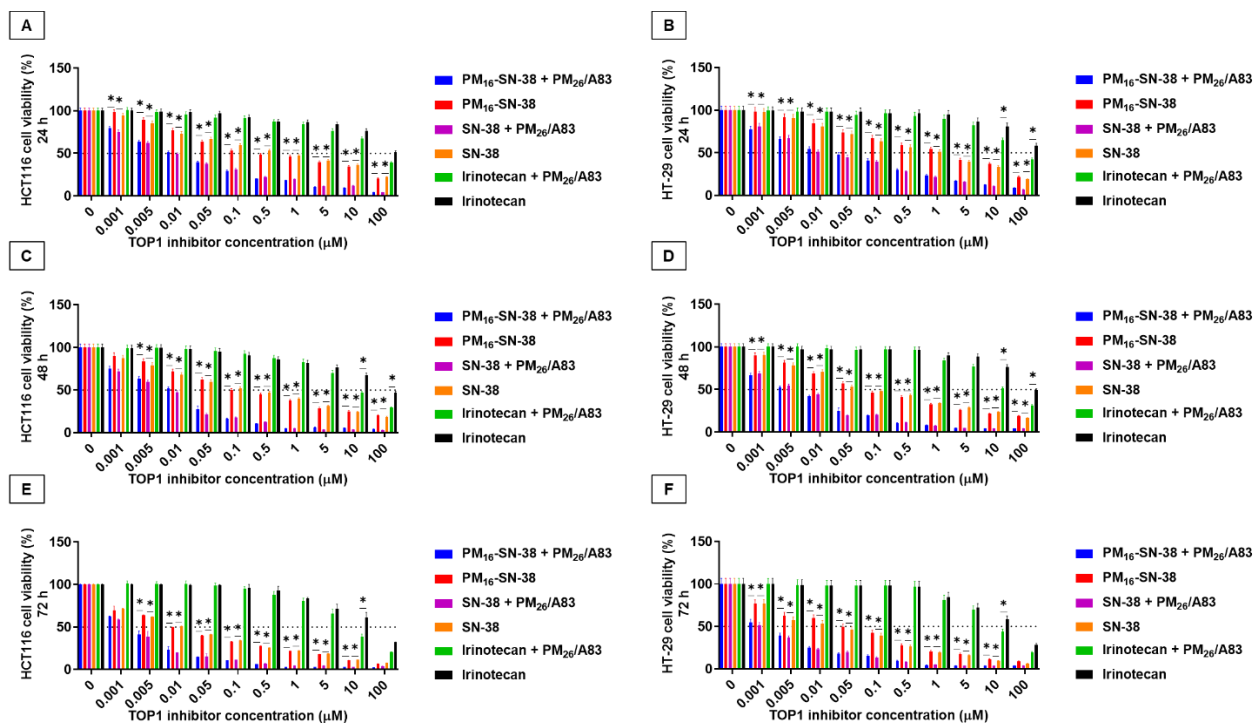 A
HCT116 cell viability (%)
24 h
150
100
50
0
* * * * * * * * * * * * * * * * * *
0 0.001 0.005 0.01 0.05 0.1 0.5 1 5 10 100
TOP1 inhibitor concentration (μM)
PM₁₆-SN-38 + PM₂₆/A83
PM₁₆-SN-38
SN-38 + PM₂₆/A83
SN-38
Irinotecan + PM₂₆/A83
Irinotecan
B
HT-29 cell viability (%)
24 h
150
100
50
0
* * * * * * * * * * * * * * * * * * * * * *
0 0.001 0.005 0.01 0.05 0.1 0.5 1 5 10 100
TOP1 inhibitor concentration (μM)
PM₁₆-SN-38 + PM₂₆/A83
PM₁₆-SN-38
SN-38 + PM₂₆/A83
SN-38
Irinotecan + PM₂₆/A83
Irinotecan
C
HCT116 cell viability (%)
48 h
150
100
50
0
* * * * * * * * * * * * * * * * * * * *
0 0.001 0.005 0.01 0.05 0.1 0.5 1 5 10 100
TOP1 inhibitor concentration (μM)
PM₁₆-SN-38 + PM₂₆/A83
PM₁₆-SN-38
SN-38 + PM₂₆/A83
SN-38
Irinotecan + PM₂₆/A83
Irinotecan
D
HT-29 cell viability (%)
48 h
150
100
50
0
* * * * * * * * * * * * * * * * * * * * * *
0 0.001 0.005 0.01 0.05 0.1 0.5 1 5 10 100
TOP1 inhibitor concentration (μM)
PM₁₆-SN-38 + PM₂₆/A83
PM₁₆-SN-38
SN-38 + PM₂₆/A83
SN-38
Irinotecan + PM₂₆/A83
Irinotecan
E
HCT116 cell viability (%)
72 h
150
100
50
0
* * * * * * * * * * * * * * * * *
0 0.001 0.005 0.01 0.05 0.1 0.5 1 5 10 100
TOP1 inhibitor concentration (μM)
PM₁₆-SN-38 + PM₂₆/A83
PM₁₆-SN-38
SN-38 + PM₂₆/A83
SN-38
Irinotecan + PM₂₆/A83
Irinotecan
F
HT-29 cell viability (%)
72 h
150
100
50
0
* * * * * * * * * * * * * * * * * * *
0 0.001 0.005 0.01 0.05 0.1 0.5 1 5 10 100
TOP1 inhibitor concentration (μM)
PM₁₆-SN-38 + PM₂₆/A83
PM₁₆-SN-38
SN-38 + PM₂₆/A83
SN-38
Irinotecan + PM₂₆/A83
Irinotecan